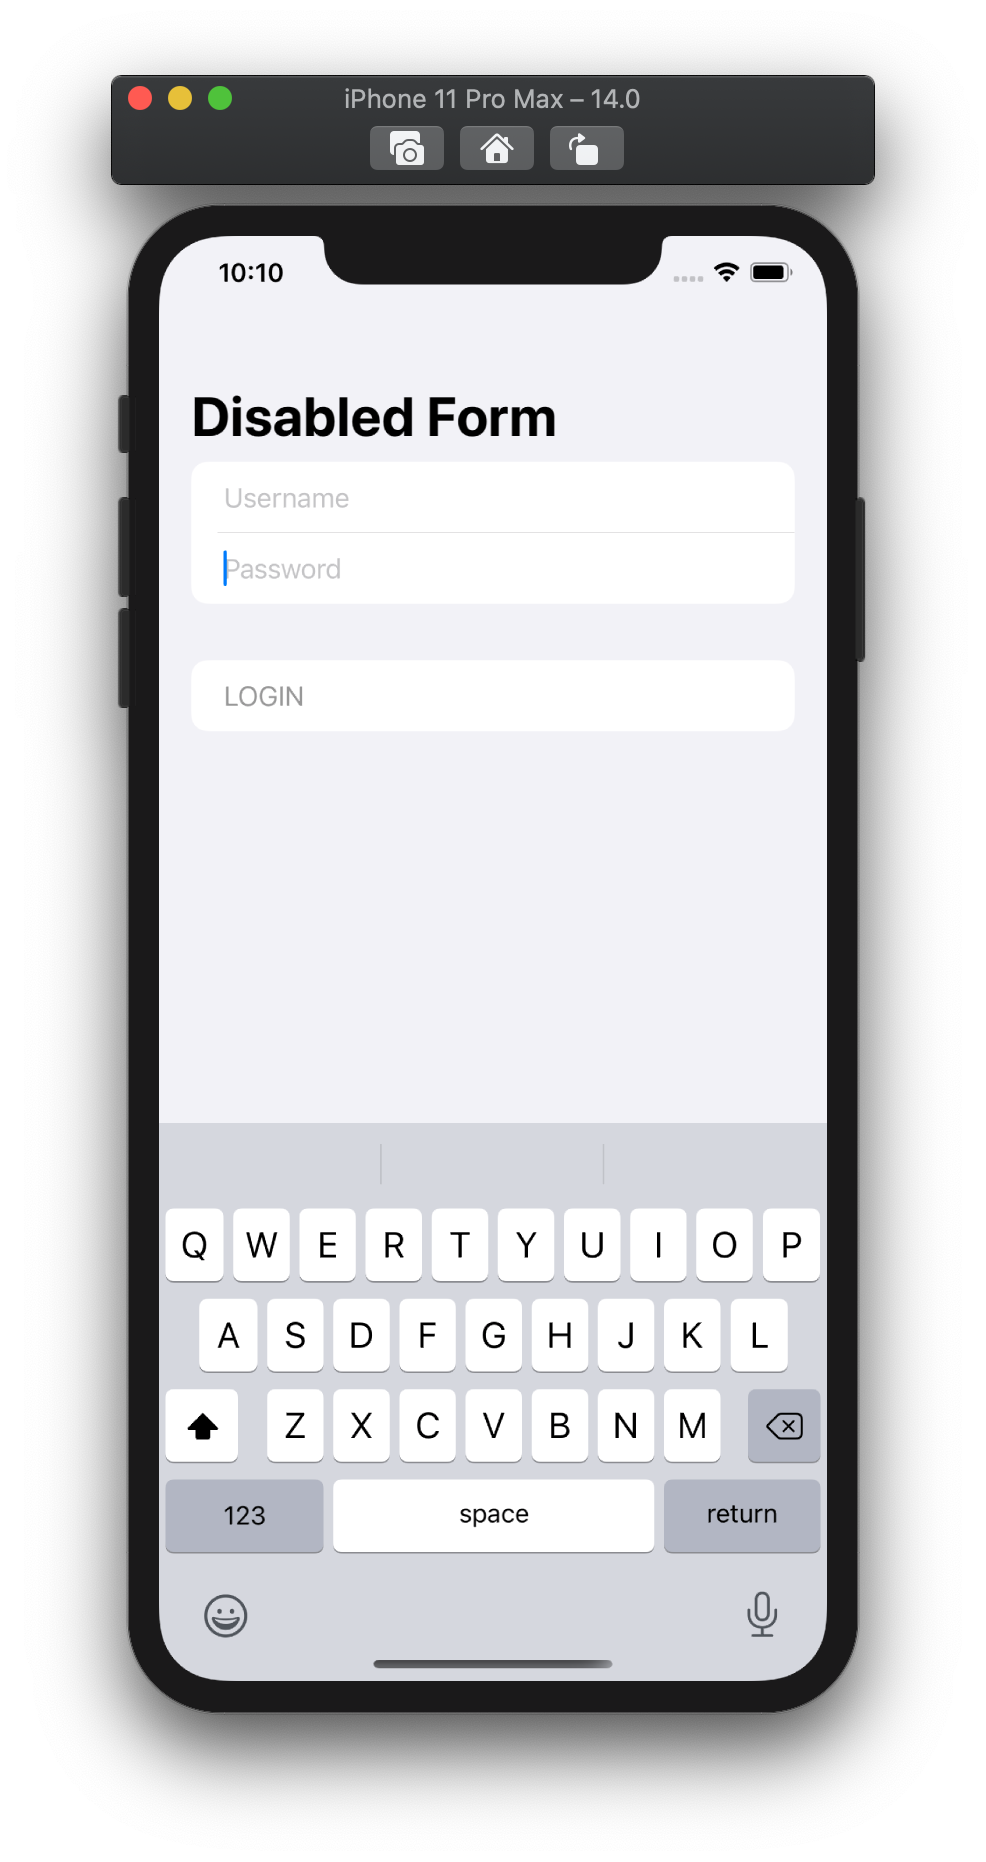 iPhone 11 Pro Max – 14.0
10:10
Disabled Form
Username
Password
LOGIN
Q W E R T Y U I O P
A S D F G H J K L
Z X C V B N M
123 space return